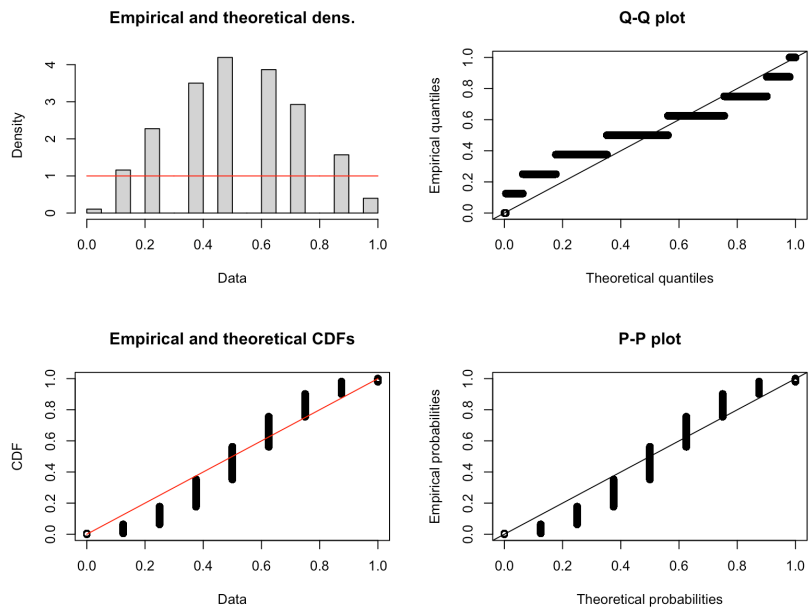 Empirical and theoretical dens.
Density
0 1 2 3 4
0.0 0.2 0.4 0.6 0.8 1.0
Data
Q-Q plot
Empirical quantiles
0.0 0.2 0.4 0.6 0.8 1.0
0.0 0.2 0.4 0.6 0.8 1.0
Theoretical quantiles
Empirical and theoretical CDFs
CDF
0.0 0.2 0.4 0.6 0.8 1.0
0.0 0.2 0.4 0.6 0.8 1.0
Data
P-P plot
Empirical probabilities
0.0 0.2 0.4 0.6 0.8 1.0
0.0 0.2 0.4 0.6 0.8 1.0
Theoretical probabilities